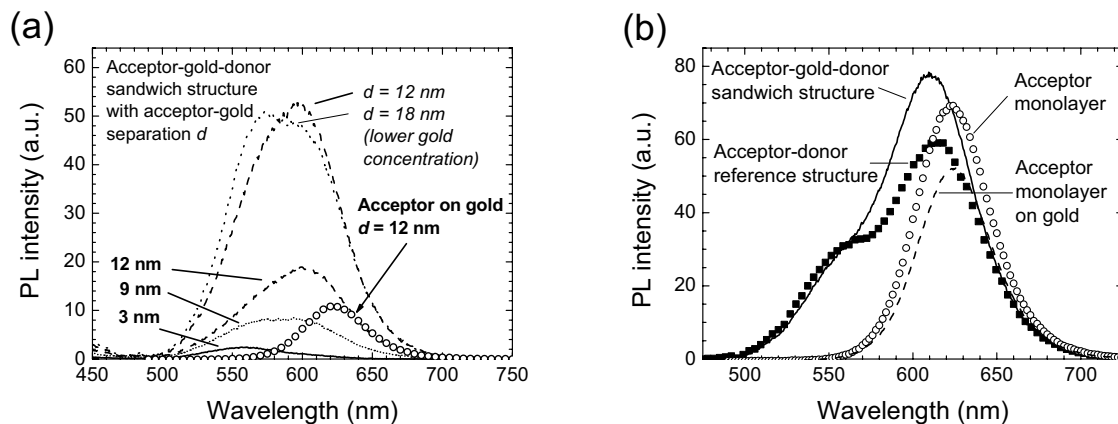 (a)
60
50
40
30
20
10
0
450 500 550 600 650 700 750
PL intensity (a.u.)
Wavelength (nm)
Acceptor-gold-donor
sandwich structure
with acceptor-gold
separation d
d = 12 nm
d = 18 nm
(lower gold
concentration)
Acceptor on gold
d = 12 nm
12 nm
9 nm
3 nm
(b)
80
60
40
20
0
500 550 600 650 700
PL intensity (a.u.)
Wavelength (nm)
Acceptor-gold-donor
sandwich structure
Acceptor-donor
reference structure
Acceptor
monolayer
Acceptor
monolayer
on gold